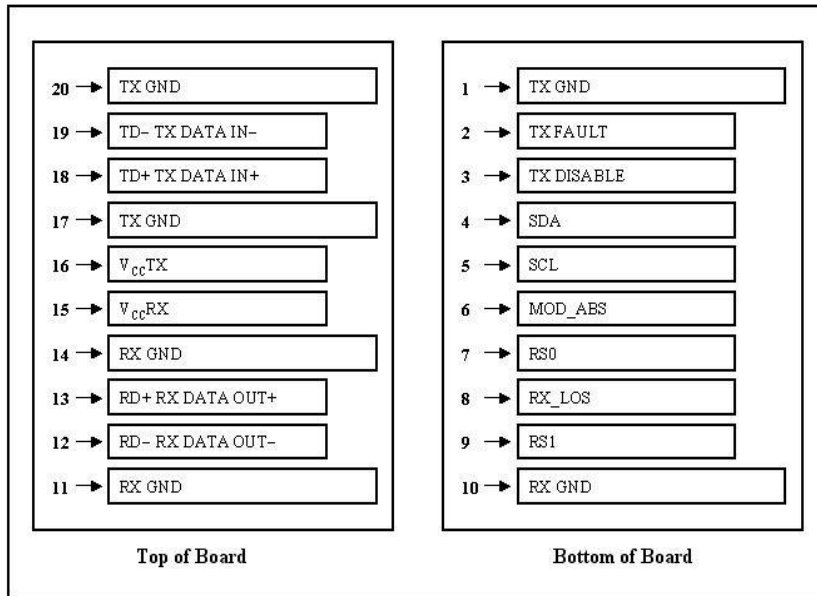 20 TX GND
19 TD– TX DATA IN–
18 TD+ TX DATA IN+
17 TX GND
16 VCCTX
15 VCCRX
14 RX GND
13 RD+ RX DATA OUT+
12 RD– RX DATA OUT–
11 RX GND
Top of Board
1 TX GND
2 TX FAULT
3 TX DISABLE
4 SDA
5 SCL
6 MOD_ABS
7 RS0
8 RX_LOS
9 RS1
10 RX GND
Bottom of Board